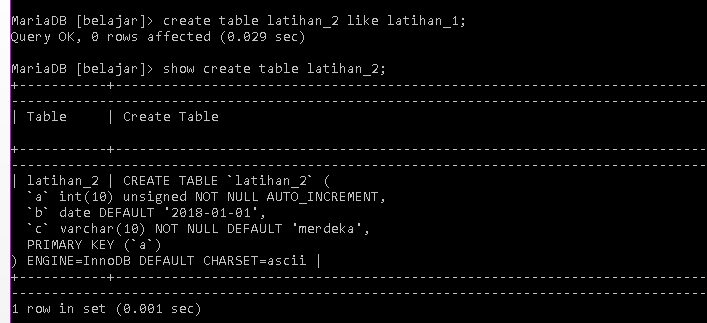 MariaDB [belajar]> create table latihan_2 like latihan_1;
Query OK, 0 rows affected (0.029 sec)
MariaDB [belajar]> show create table latihan_2;
+-----------+--------------------------------------------------------------------------
---------------------------------------------------------------------------------------
| Table     | Create Table
+-----------+--------------------------------------------------------------------------
---------------------------------------------------------------------------------------
| latihan_2 | CREATE TABLE `latihan_2` (
  `a` int(10) unsigned NOT NULL AUTO_INCREMENT,
  `b` date DEFAULT '2018-01-01',
  `c` varchar(10) NOT NULL DEFAULT 'merdeka',
  PRIMARY KEY (`a`)
) ENGINE=InnoDB DEFAULT CHARSET=ascii |
+-----------+--------------------------------------------------------------------------
---------------------------------------------------------------------------------------
1 row in set (0.001 sec)